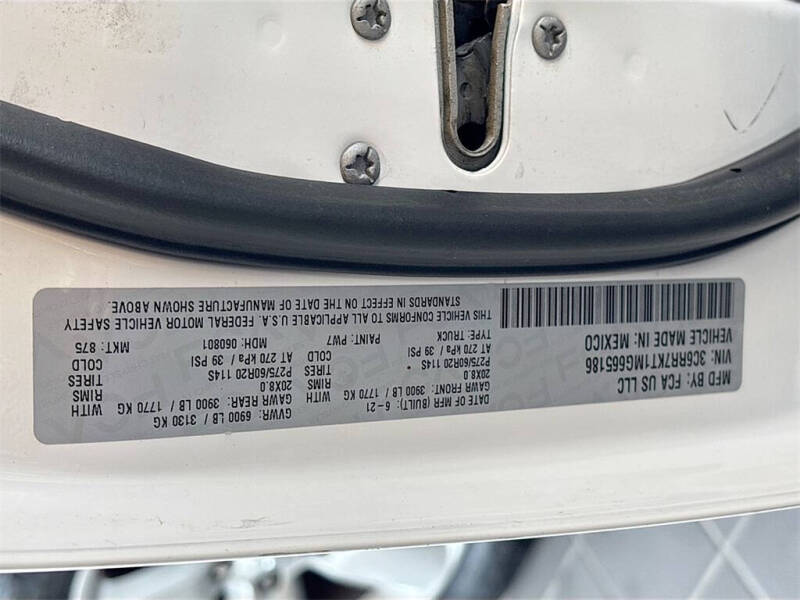 MFD BY: FCA US LLC
DATE OF MFR (BUILT): 6-21 GVWR: 6900 LB / 3130 KG
GAWR FRONT: 3900 LB / 1770 KG WITH GAWR REAR: 3900 LB / 1770 KG WITH
20X8.0 RIMS 20X8.0 RIMS
P275/60R20 114S TIRES P275/60R20 114S TIRES
AT 270 kPa / 39 PSI COLD AT 270 kPa / 39 PSI COLD
VIN: 3C6RR7KT1MG665186 TYPE: TRUCK PAINT: PW7 MDH: 060801 MKT: 875
VEHICLE MADE IN: MEXICO
THIS VEHICLE CONFORMS TO ALL APPLICABLE U.S.A. FEDERAL MOTOR VEHICLE SAFETY
STANDARDS IN EFFECT ON THE DATE OF MANUFACTURE SHOWN ABOVE.